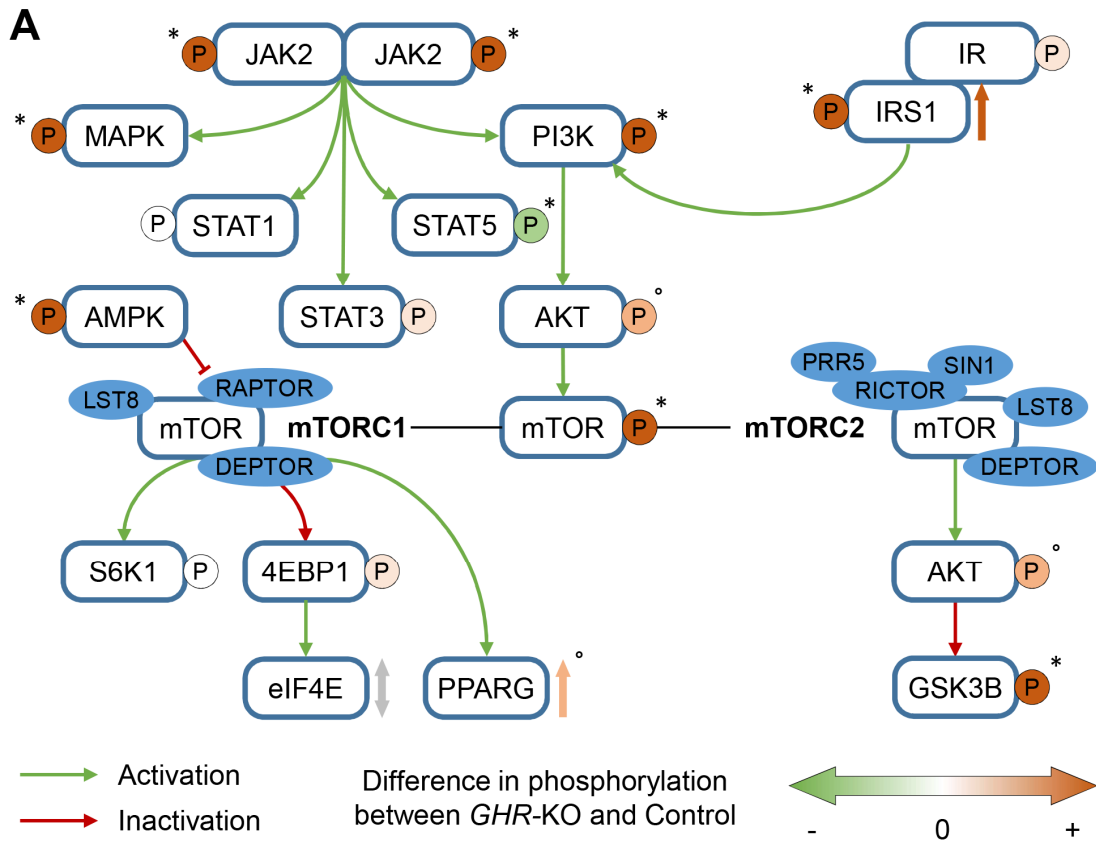 A
* P JAK2 JAK2 P *
IR P
* P IRS1
* P MAPK
PI3K P *
P STAT1
STAT5 P *
* P AMPK
STAT3 P
AKT P °
PRR5
SIN1
RICTOR
LST8
RAPTOR
LST8
mTOR
mTORC1
mTOR P *
mTORC2
mTOR
DEPTOR
DEPTOR
S6K1 P
4EBP1 P
AKT P °
eIF4E
PPARG °
GSK3B P *
Activation
Inactivation
Difference in phosphorylation
between GHR-KO and Control
- 0 +